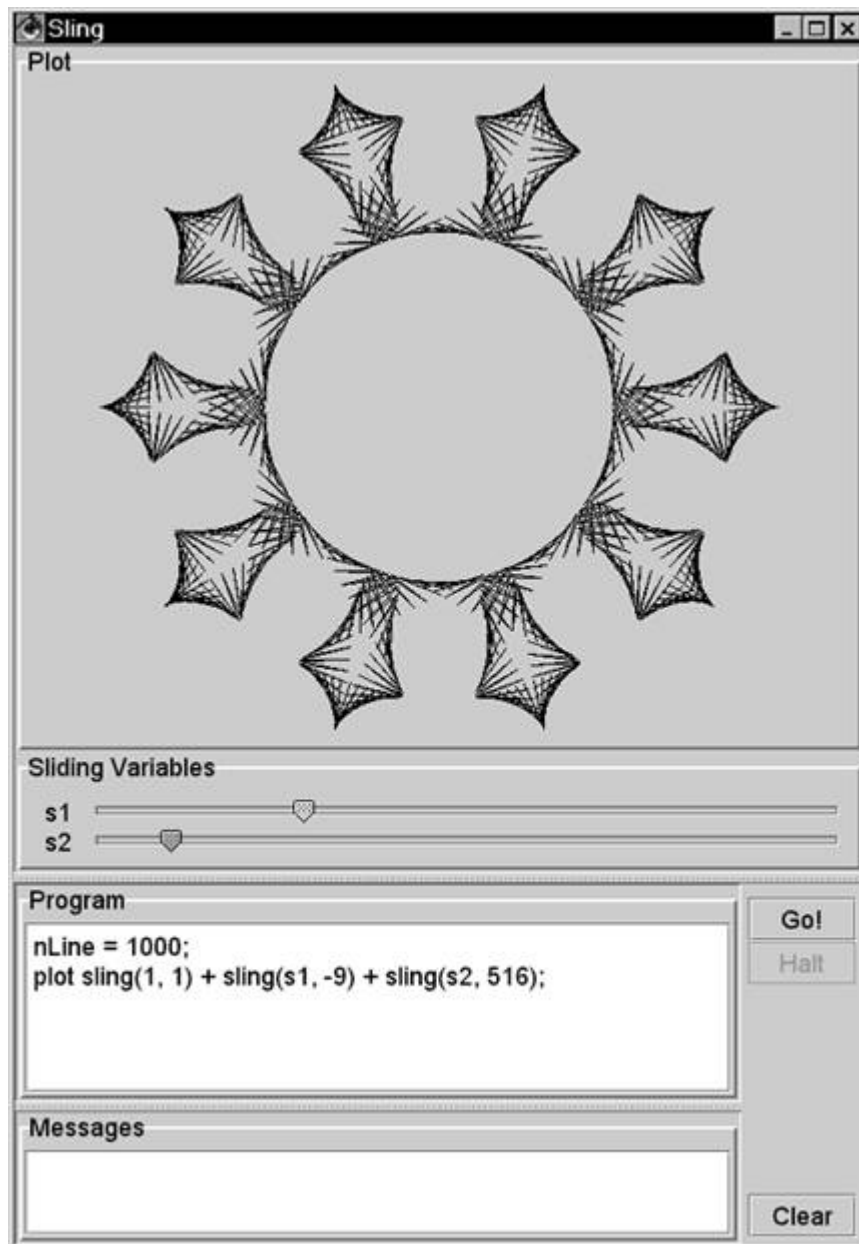 Sling
Plot
Sliding Variables
s1
s2
Program
nLine = 1000;
plot sling(1, 1) + sling(s1, -9) + sling(s2, 516);
Go!
Halt
Messages
Clear